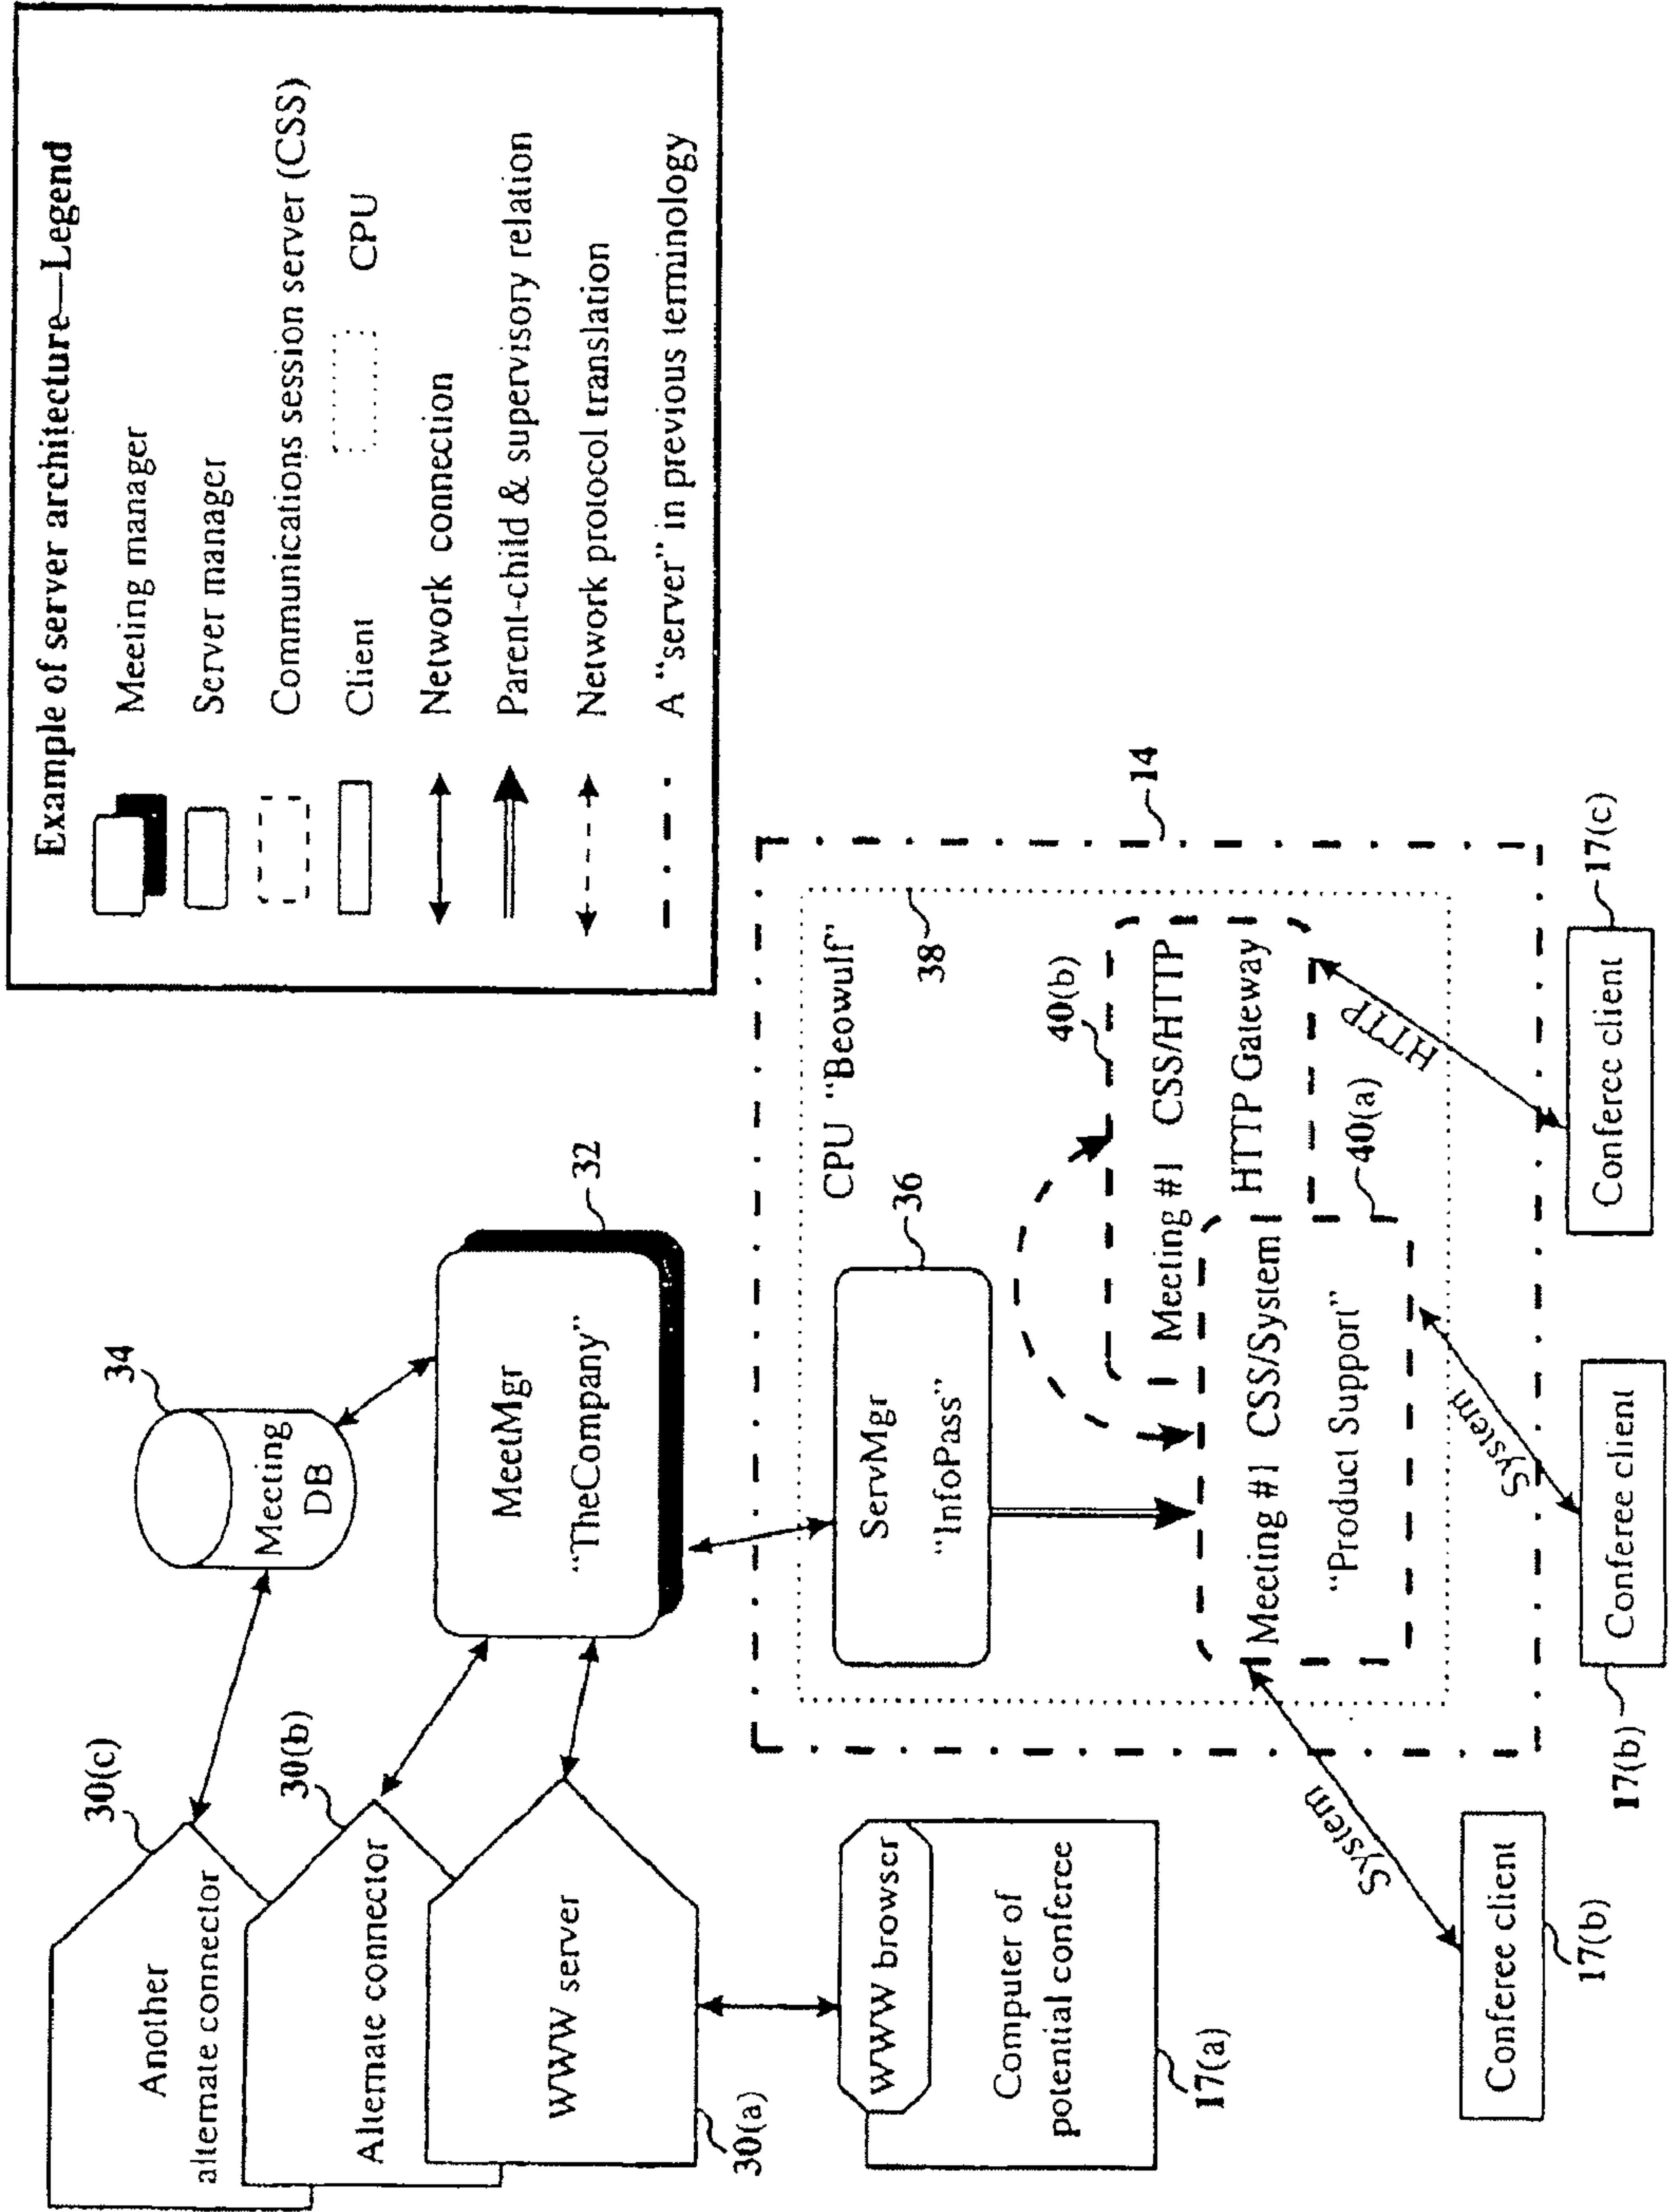 Example of server architecture—Legend
Meeting manager
Server manager
Communications session server (CSS)
Client
CPU
Network connection
Parent-child & supervisory relation
Network protocol translation
A “server” in previous terminology
30(c)
Another
alternate connector
30(b)
Alternate connector
WWW server
30(a)
34
Meeting
DB
MeetMgr
“TheCompany”
32
WWW browser
Computer of
potential conferee
17(a)
14
CPU “Beowulf”
38
ServMgr
“InfoPass”
36
40(b)
Meeting #1 CSS/HTTP
HTTP Gateway
Meeting #1 CSS/System
“Product Support”
40(a)
System
System
HTTP
Conferee client
17(b)
Conferee client
17(b)
Conferee client
17(c)